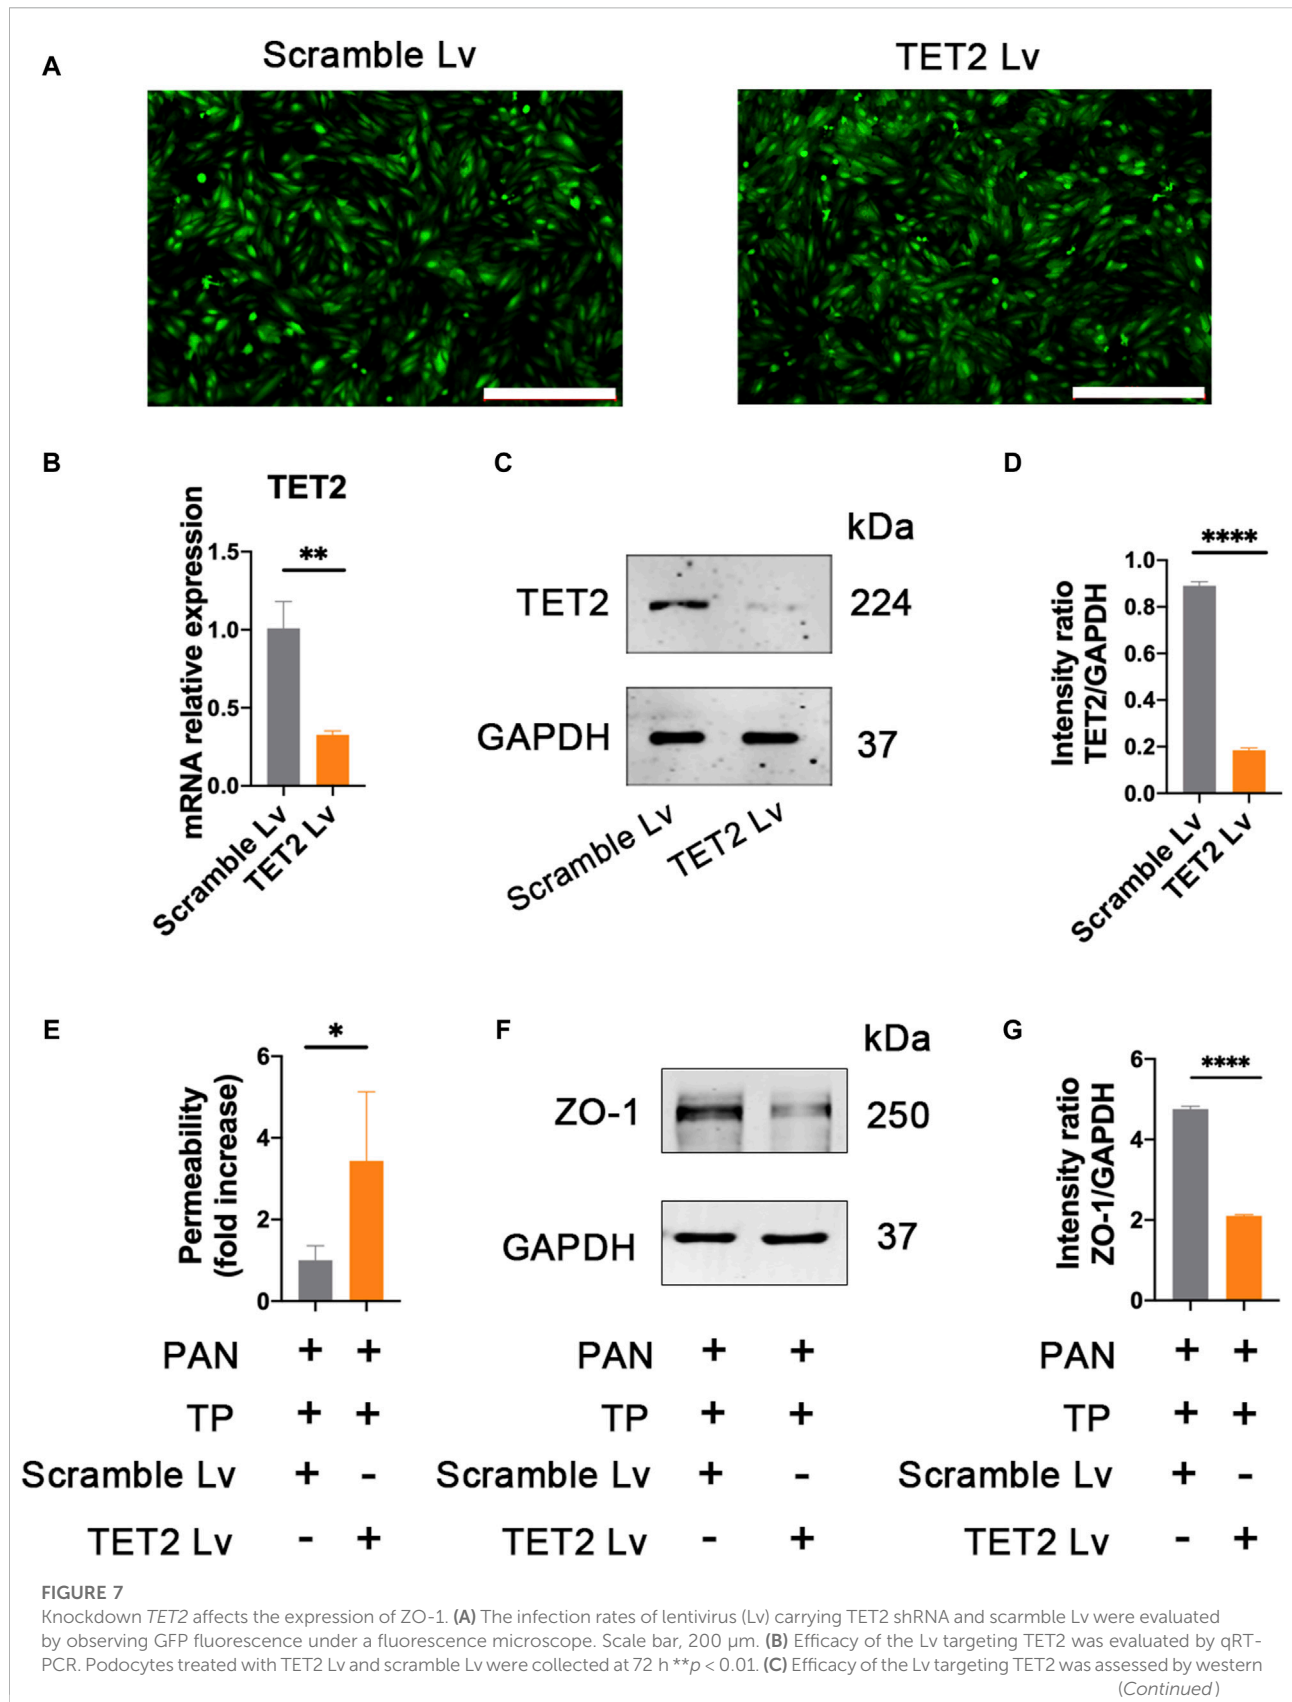 A
Scramble Lv
TET2 Lv
B
TET2
mRNA relative expression
1.5
1.0
0.5
0.0
**
Scramble Lv
TET2 Lv
C
kDa
TET2
224
GAPDH
37
Scramble Lv
TET2 Lv
D
Intensity ratio
TET2/GAPDH
1.0
0.8
0.6
0.4
0.2
0.0
****
Scramble Lv
TET2 Lv
E
Permeability
(fold increase)
6
4
2
0
*
PAN + +
TP + +
Scramble Lv + -
TET2 Lv - +
F
kDa
ZO-1
250
GAPDH
37
PAN + +
TP + +
Scramble Lv + -
TET2 Lv - +
G
Intensity ratio
ZO-1/GAPDH
6
4
2
0
****
PAN + +
TP + +
Scramble Lv + -
TET2 Lv - +
FIGURE 7
Knockdown TET2 affects the expression of ZO-1. (A) The infection rates of lentivirus (Lv) carrying TET2 shRNA and scarmble Lv were evaluated
by observing GFP fluorescence under a fluorescence microscope. Scale bar, 200 μm. (B) Efficacy of the Lv targeting TET2 was evaluated by qRT-
PCR. Podocytes treated with TET2 Lv and scramble Lv were collected at 72 h **p < 0.01. (C) Efficacy of the Lv targeting TET2 was assessed by western
(Continued)